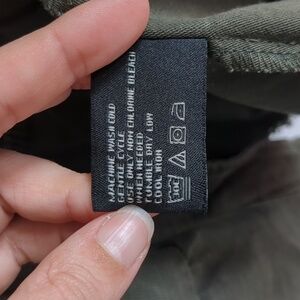 MACHINE WASH COLD
GENTLE CYCLE
USE ONLY NON CHLORINE BLEACH
WHEN NEEDED
TUMBLE DRY LOW
COOL IRON